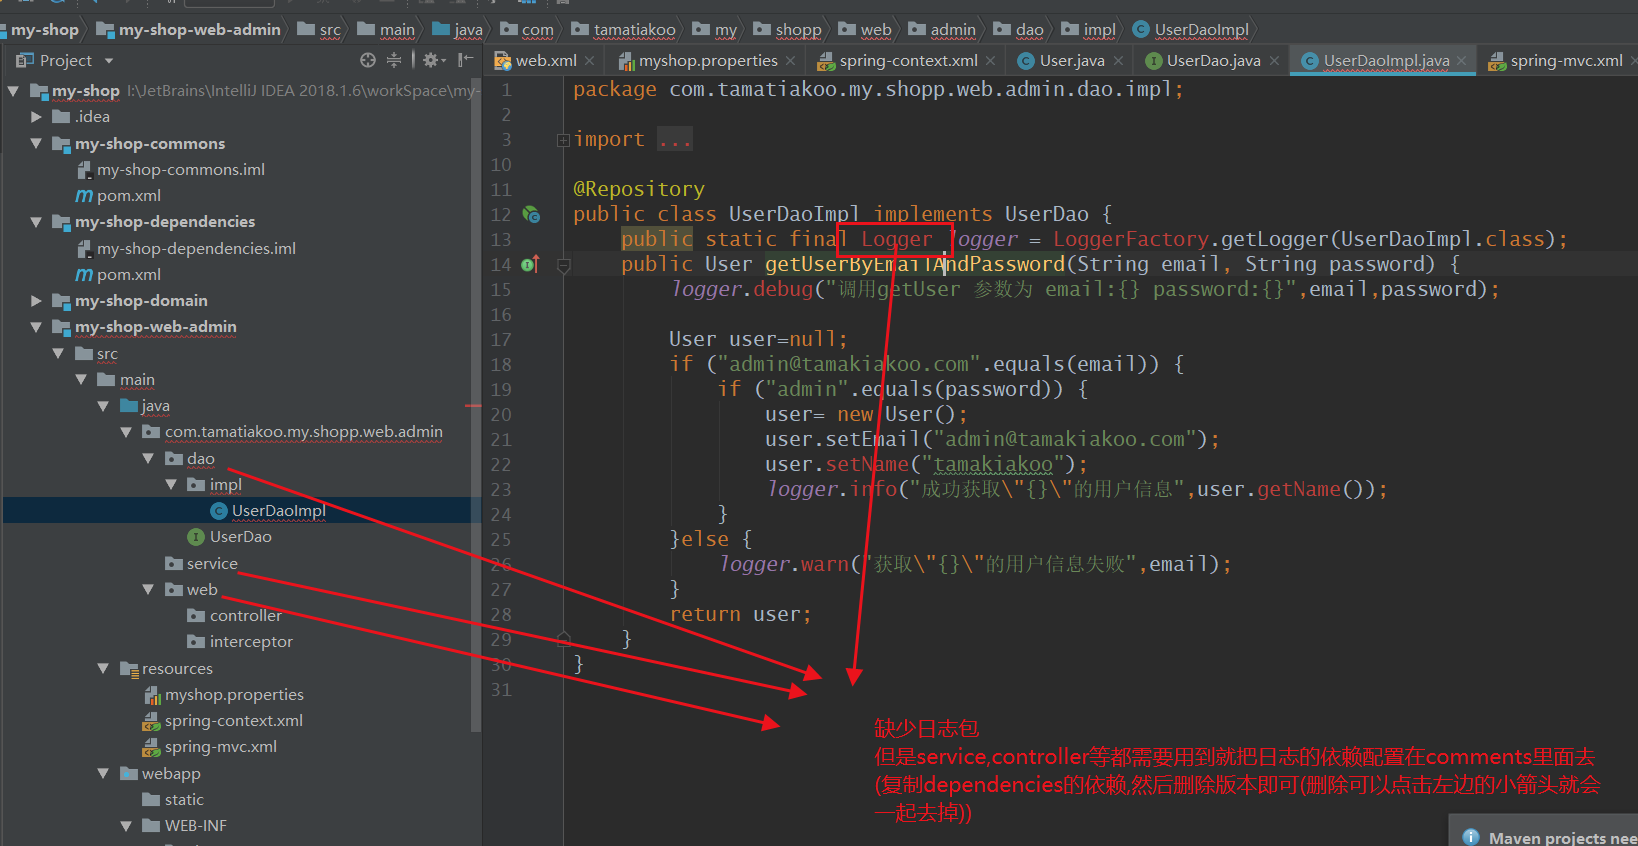 my-shop my-shop-web-admin src main java com tamatiakoo my shopp web admin dao impl UserDaoImpl
Project
web.xml myshop.properties spring-context.xml User.java UserDao.java UserDaoImpl.java spring-mvc.xml
my-shop I:\JetBrains\IntelliJ IDEA 2018.1.6\workSpace\my-
.idea
my-shop-commons
my-shop-commons.iml
pom.xml
my-shop-dependencies
my-shop-dependencies.iml
pom.xml
my-shop-domain
my-shop-web-admin
src
main
java
com.tamatiakoo.my.shopp.web.admin
dao
impl
UserDaoImpl
UserDao
service
web
controller
interceptor
resources
myshop.properties
spring-context.xml
spring-mvc.xml
webapp
static
WEB-INF
1 package com.tamatiakoo.my.shopp.web.admin.dao.impl;
2
3 import ...
10
11 @Repository
12 public class UserDaoImpl implements UserDao {
13 public static final Logger logger = LoggerFactory.getLogger(UserDaoImpl.class);
14 public User getUserByEmailAndPassword(String email, String password) {
15 logger.debug("调用getUser 参数为 email:{} password:{}",email,password);
16
17 User user=null;
18 if ("admin@tamakiakoo.com".equals(email)) {
19 if ("admin".equals(password)) {
20 user= new User();
21 user.setEmail("admin@tamakiakoo.com");
22 user.setName("tamakiakoo");
23 logger.info("成功获取\"{}\"的用户信息",user.getName());
24 }
25 }else {
26 logger.warn("获取\"{}\"的用户信息失败",email);
27 }
28 return user;
29 }
30 }
31
缺少日志包
但是service,controller等都需要用到就把日志的依赖配置在comments里面去
(复制dependencies的依赖,然后删除版本即可(删除可以点击左边的小箭头就会
一起去掉))
Maven projects nee